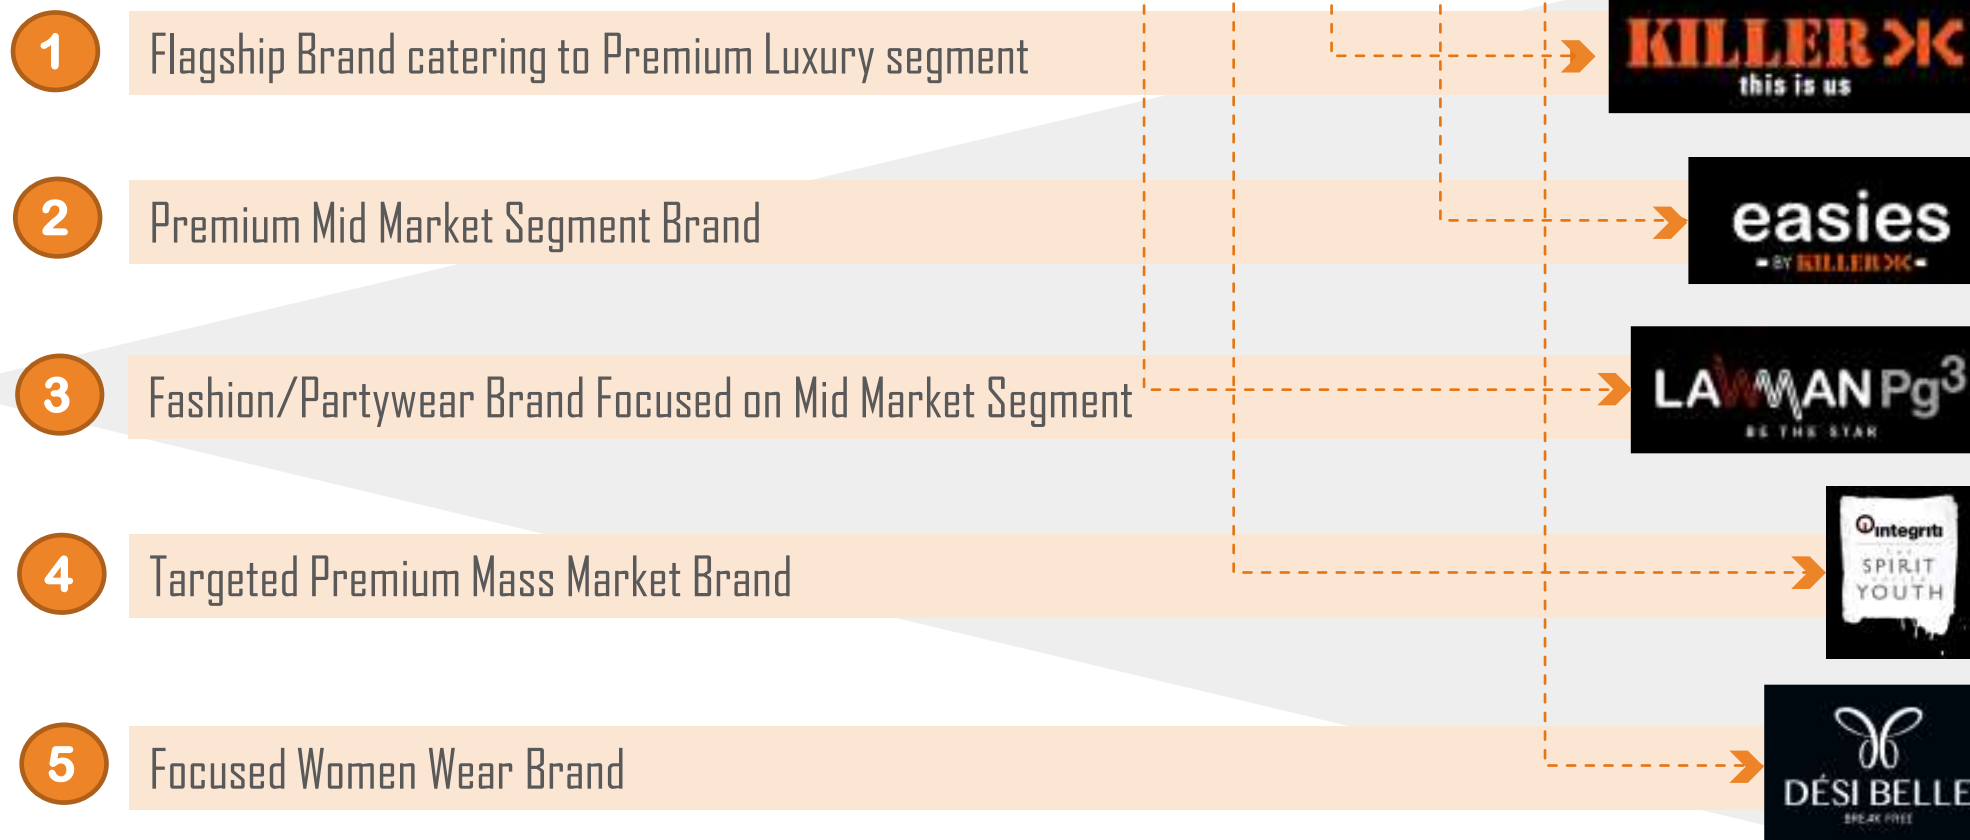 1
Flagship Brand catering to Premium Luxury segment
KILLER
this is us
2
Premium Mid Market Segment Brand
easies
BY KILLER
3
Fashion/Partywear Brand Focused on Mid Market Segment
LAWMAN Pg3
BE THE STAR
4
Targeted Premium Mass Market Brand
integriti
SPIRIT
YOUTH
5
Focused Women Wear Brand
DÉSI BELLE
BREAK FREE